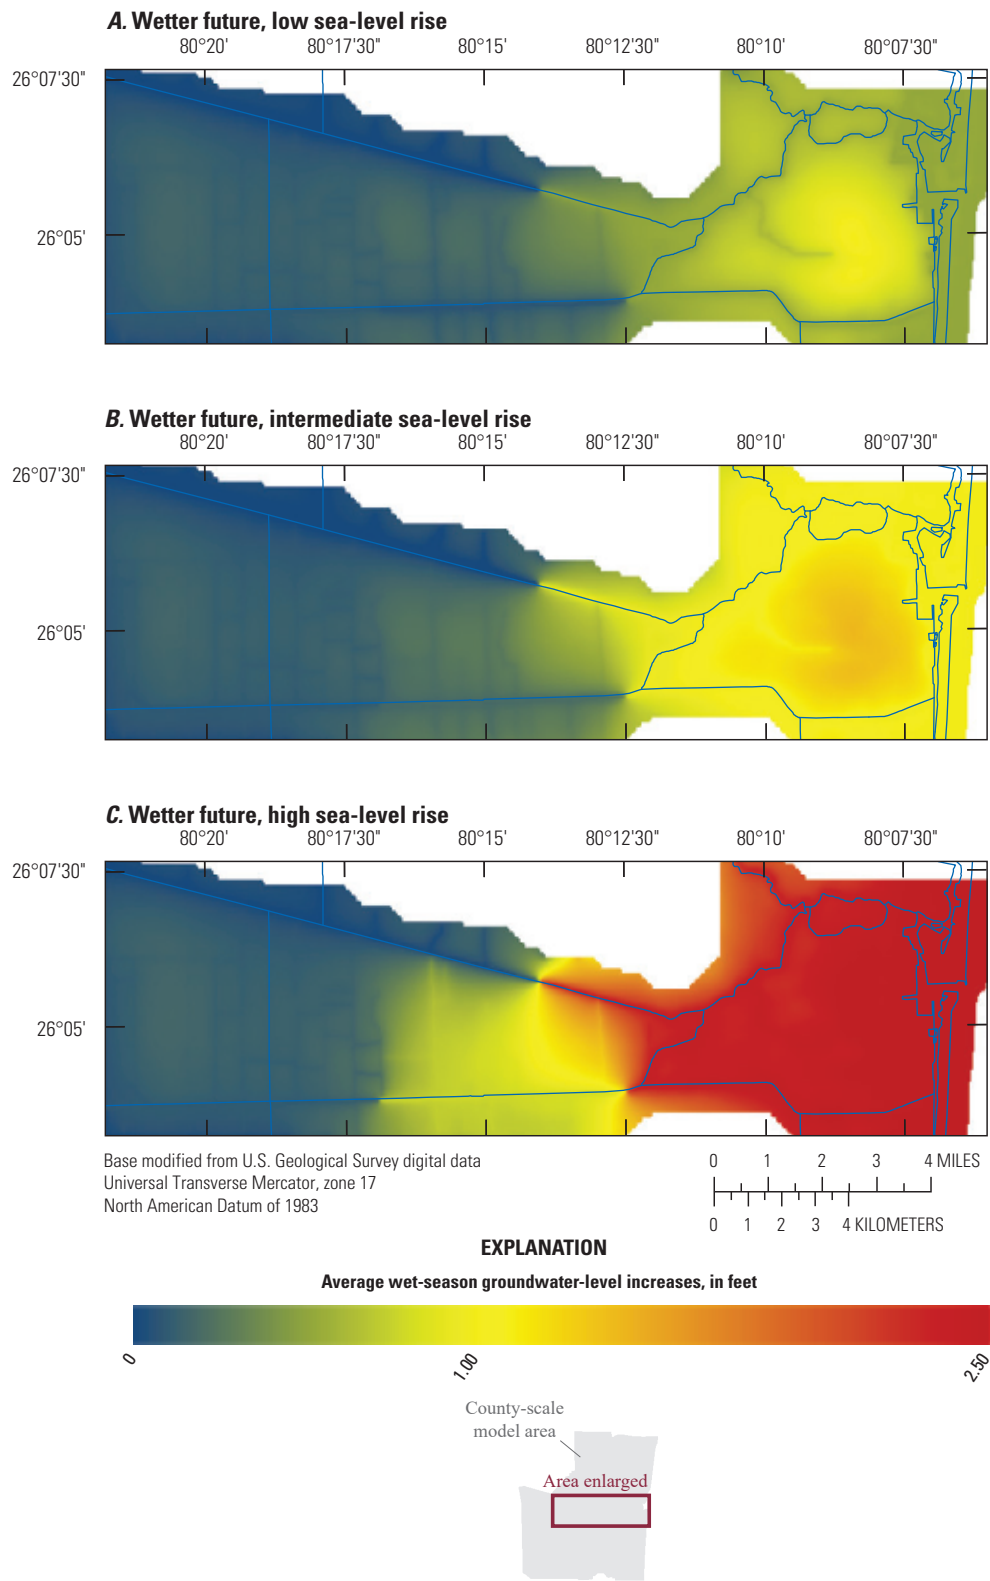 A. Wetter future, low sea-level rise
80°20' 80°17'30" 80°15' 80°12'30" 80°10' 80°07'30"
26°07'30"
26°05'
B. Wetter future, intermediate sea-level rise
80°20' 80°17'30" 80°15' 80°12'30" 80°10' 80°07'30"
26°07'30"
26°05'
C. Wetter future, high sea-level rise
80°20' 80°17'30" 80°15' 80°12'30" 80°10' 80°07'30"
26°07'30"
26°05'
Base modified from U.S. Geological Survey digital data
Universal Transverse Mercator, zone 17
North American Datum of 1983
0 1 2 3 4 MILES
0 1 2 3 4 KILOMETERS
EXPLANATION
Average wet-season groundwater-level increases, in feet
0 1.00 2.50
County-scale
model area
Area enlarged